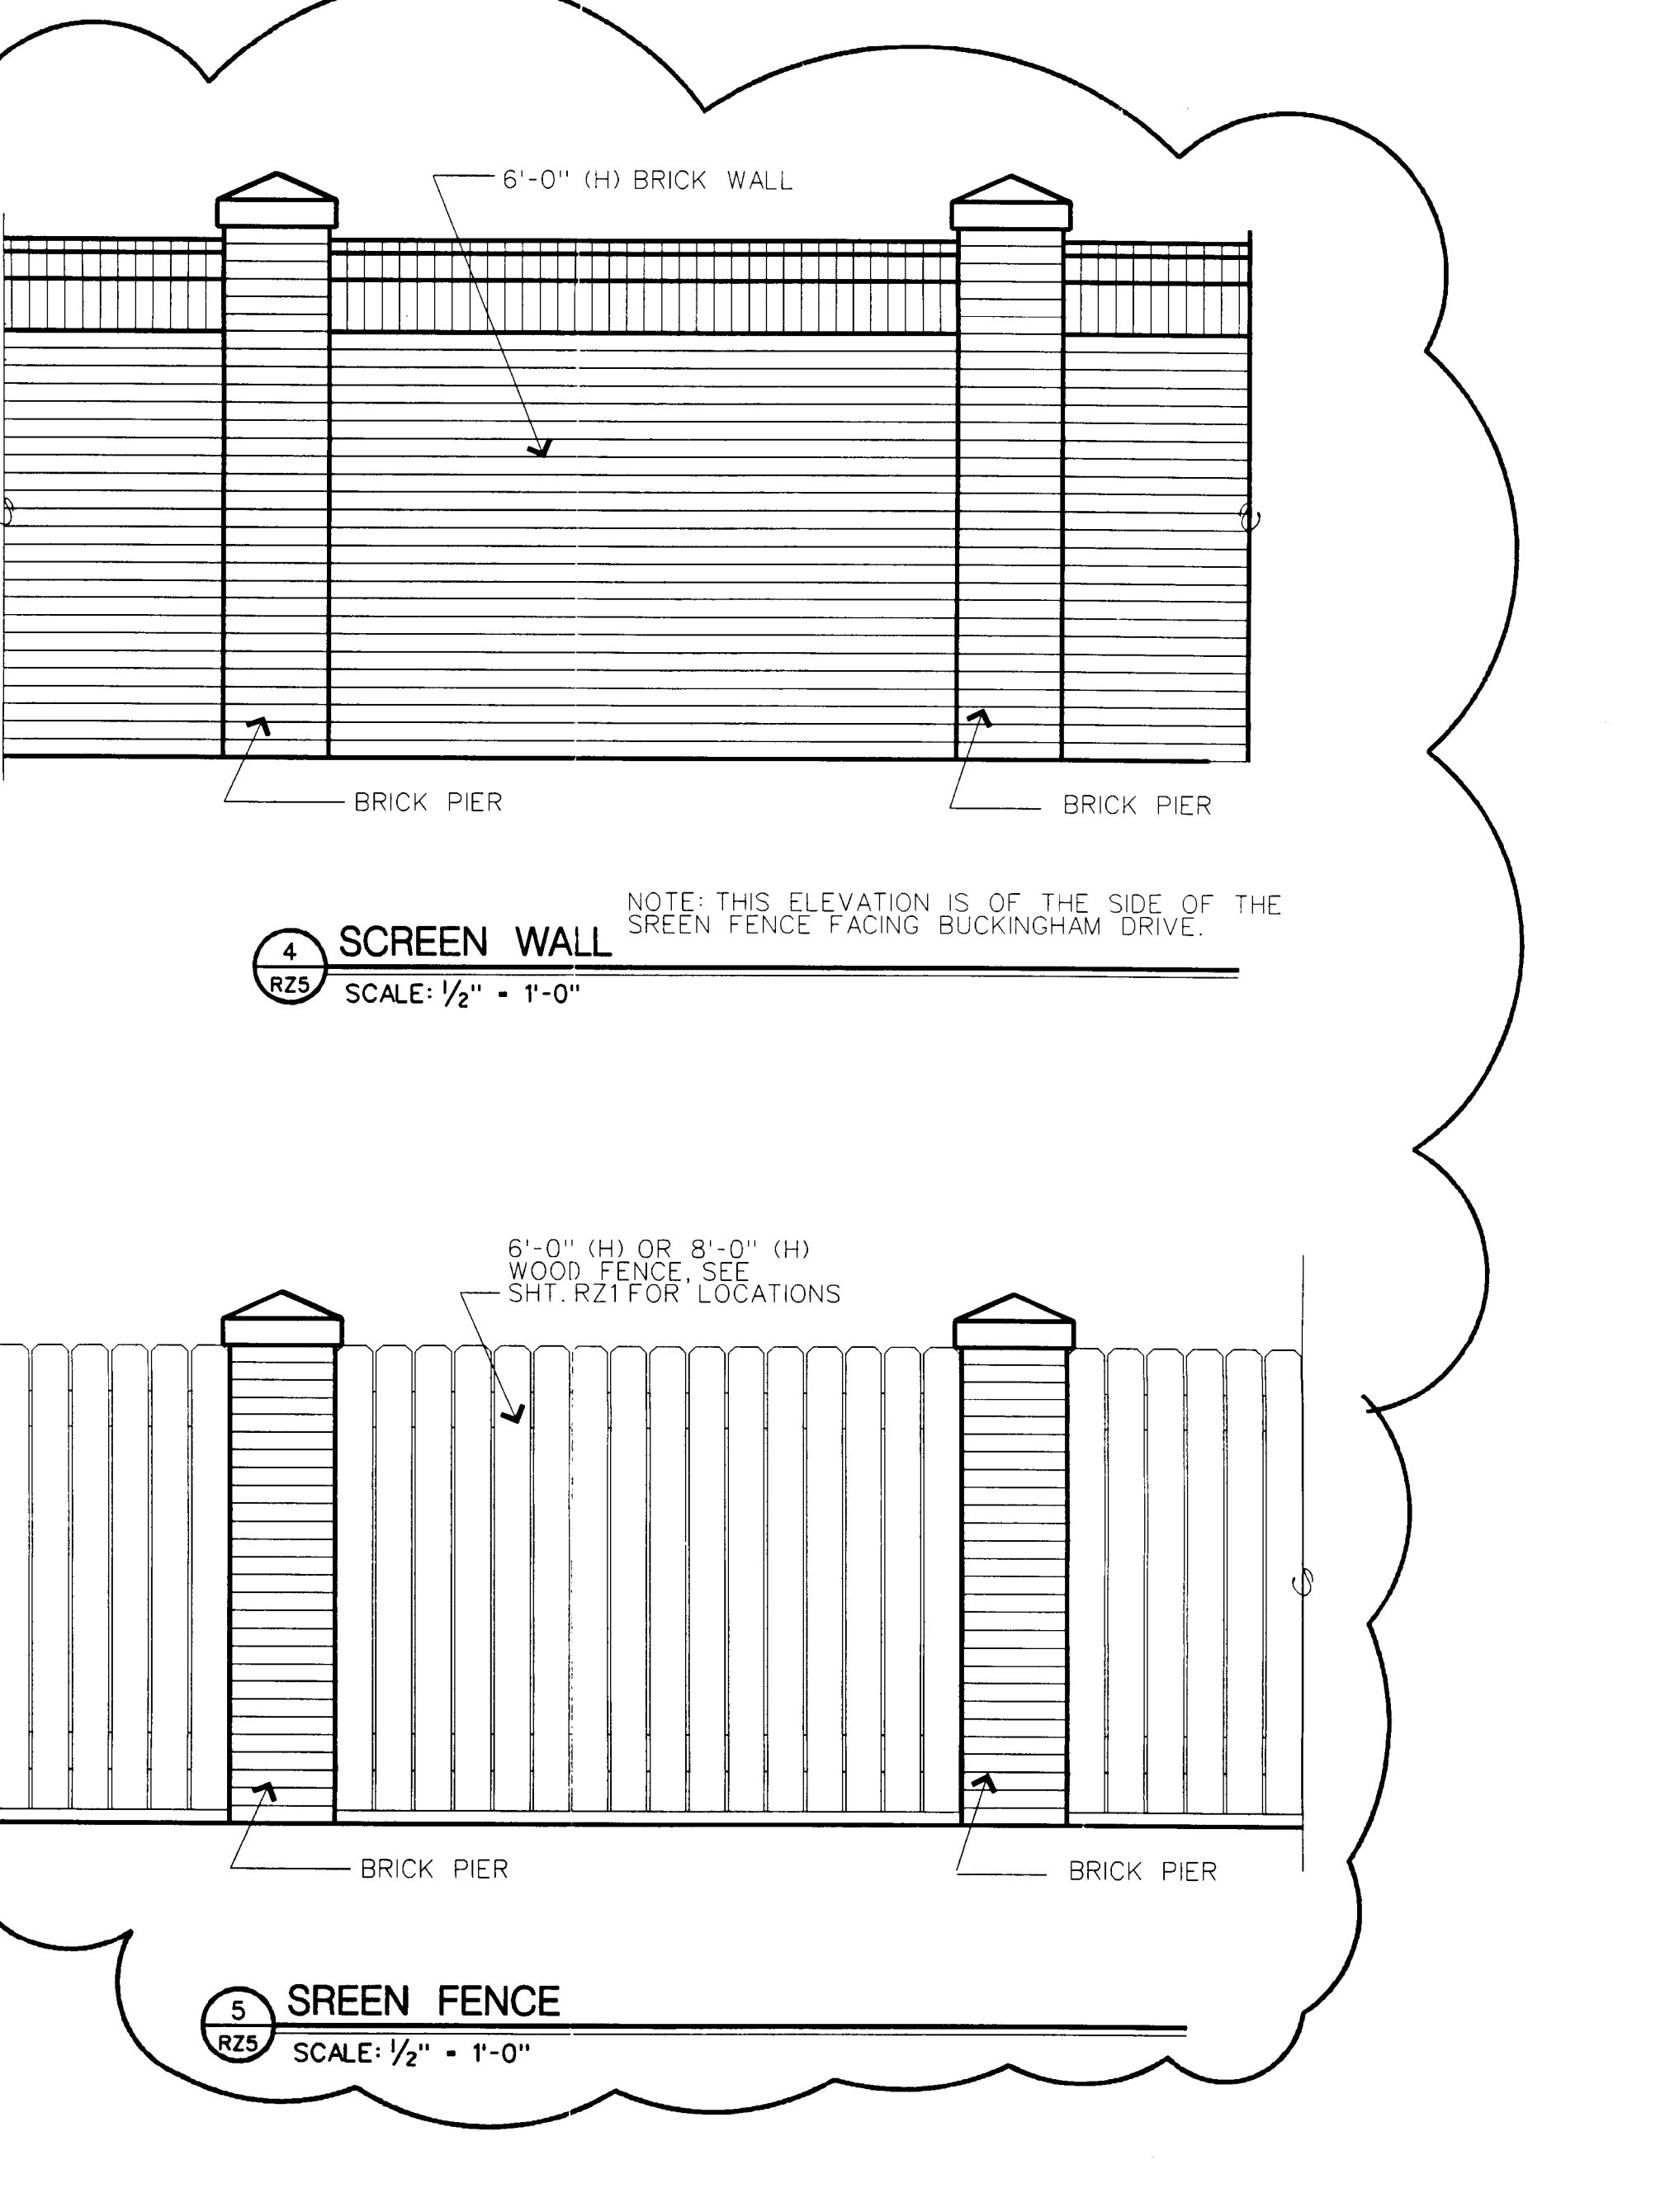 6'-0" (H) BRICK WALL
BRICK PIER
BRICK PIER
NOTE: THIS ELEVATION IS OF THE SIDE OF THE
SREEN FENCE FACING BUCKINGHAM DRIVE.
4
RZ5
SCREEN WALL
SCALE: 1/2" = 1'-0"
6'-0" (H) OR 8'-0" (H)
WOOD FENCE, SEE
SHT. RZ1 FOR LOCATIONS
BRICK PIER
BRICK PIER
5
RZ5
SREEN FENCE
SCALE: 1/2" = 1'-0"